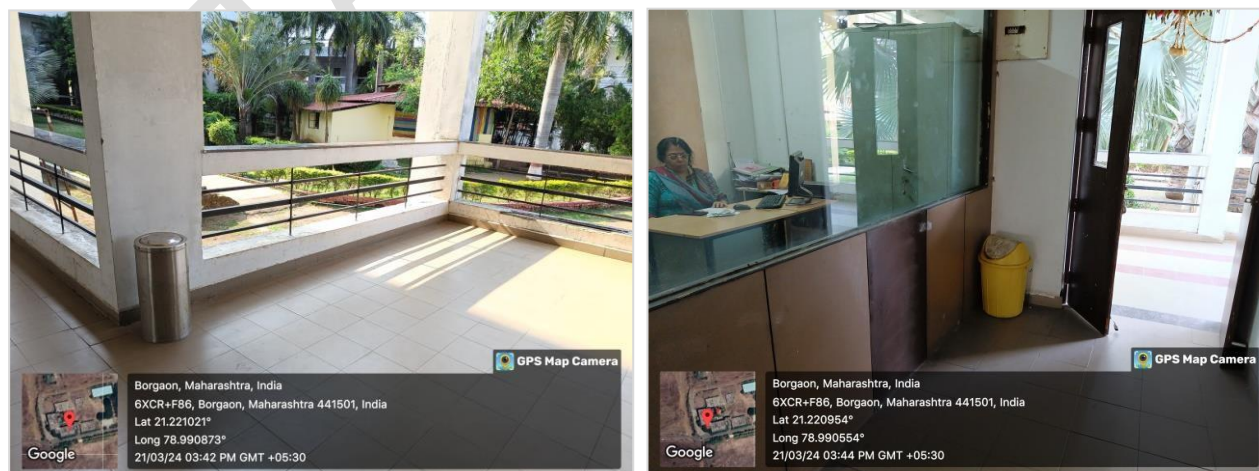 GPS Map Camera
Borgaon, Maharashtra, India
6XCR+F86, Borgaon, Maharashtra 441501, India
Lat 21.221021°
Long 78.990873°
21/03/24 03:42 PM GMT +05:30
Google
GPS Map Camera
Borgaon, Maharashtra, India
6XCR+F86, Borgaon, Maharashtra 441501, India
Lat 21.220954°
Long 78.990554°
21/03/24 03:44 PM GMT +05:30
Google